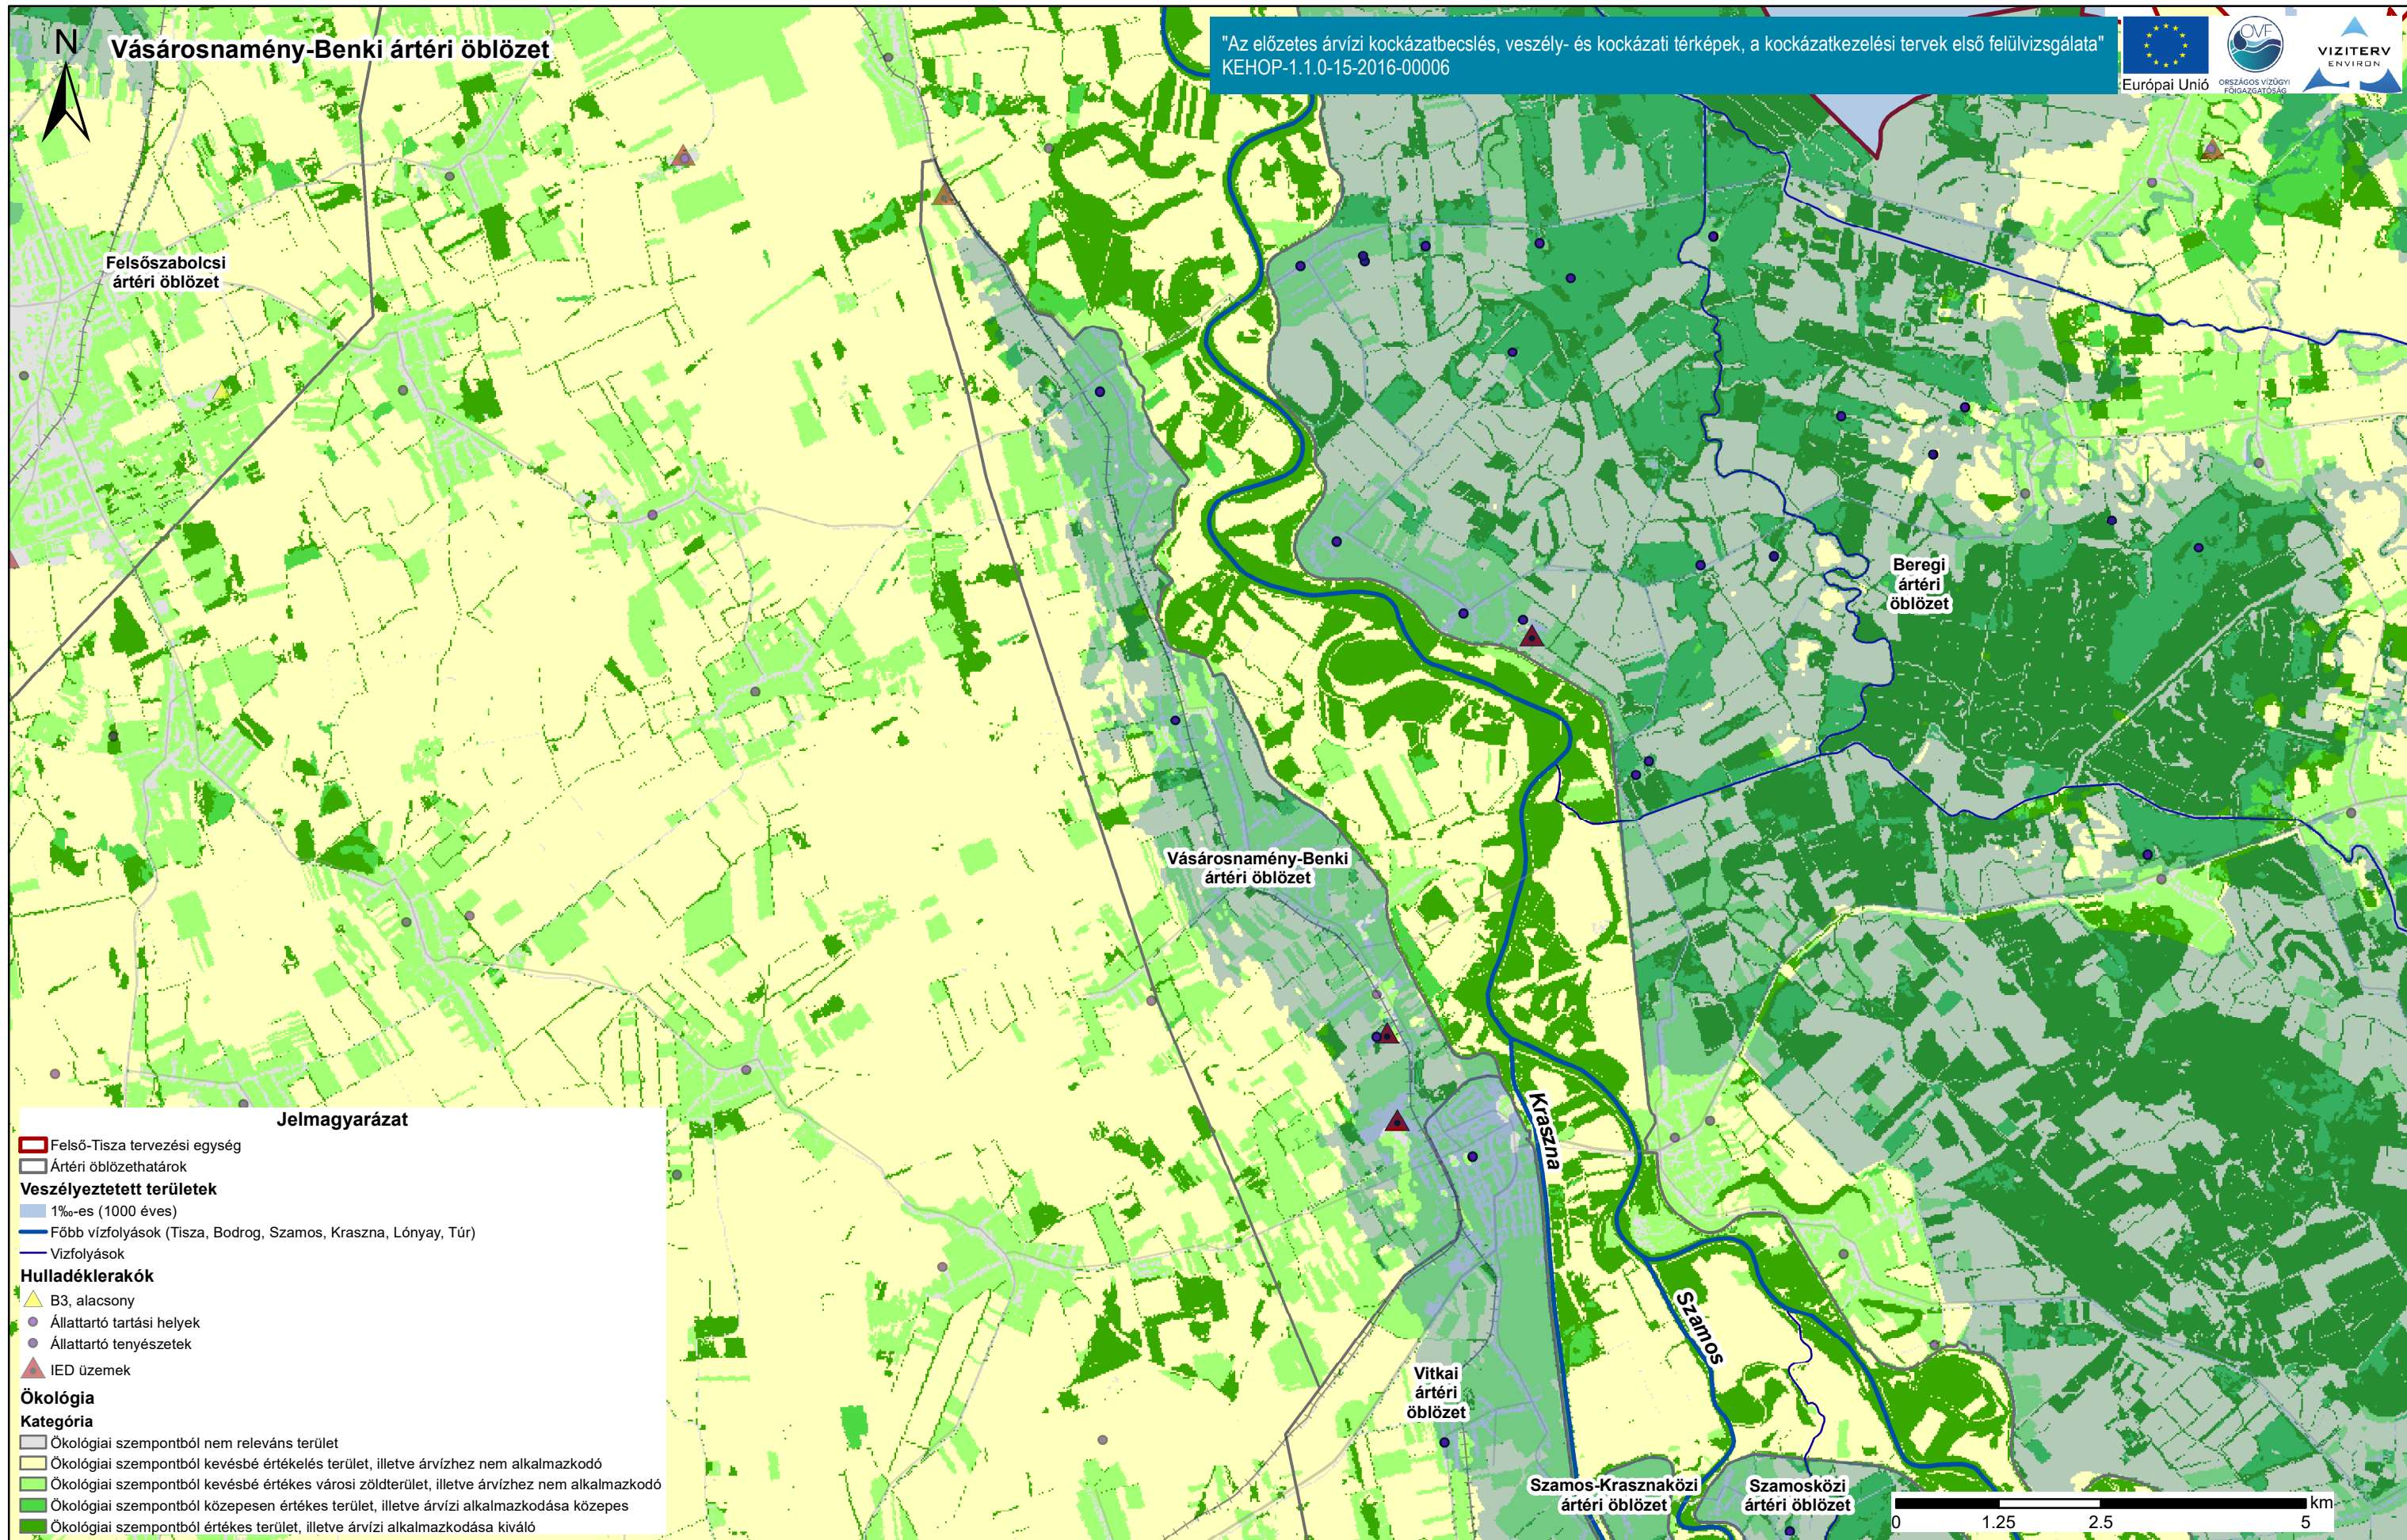 N
Vásárosnamény-Benki ártéri öblözet
"Az előzetes árvízi kockázatbecslés, veszély- és kockázati térképek, a kockázatkezelési tervek első felülvizsgálata"
KEHOP-1.1.0-15-2016-00006
Európai Unió
OVF
ORSZÁGOS VÍZÜGYI
FŐIGAZGATÓSÁG
VIZITERV
ENVIRON
Felsőszabolcsi
ártéri öblözet
Beregi
ártéri
öblözet
Vásárosnamény-Benki
ártéri öblözet
Kraszna
Szamos
Vitkai
ártéri
öblözet
Szamos-Krasznaközi
ártéri öblözet
Szamosközi
ártéri öblözet
Jelmagyarázat
Felső-Tisza tervezési egység
Ártéri öblözethatárok
Veszélyeztetett területek
1‰-es (1000 éves)
Főbb vízfolyások (Tisza, Bodrog, Szamos, Kraszna, Lónyay, Túr)
Vizfolyások
Hulladéklerakók
B3, alacsony
Állattartó tartási helyek
Állattartó tenyészetek
IED üzemek
Ökológia
Kategória
Ökológiai szempontból nem releváns terület
Ökológiai szempontból kevésbé értékelés terület, illetve árvízhez nem alkalmazkodó
Ökológiai szempontból kevésbé értékes városi zöldterület, illetve árvízhez nem alkalmazkodó
Ökológiai szempontból közepesen értékes terület, illetve árvízi alkalmazkodása közepes
Ökológiai szempontból értékes terület, illetve árvízi alkalmazkodása kiváló
km
0 1.25 2.5 5